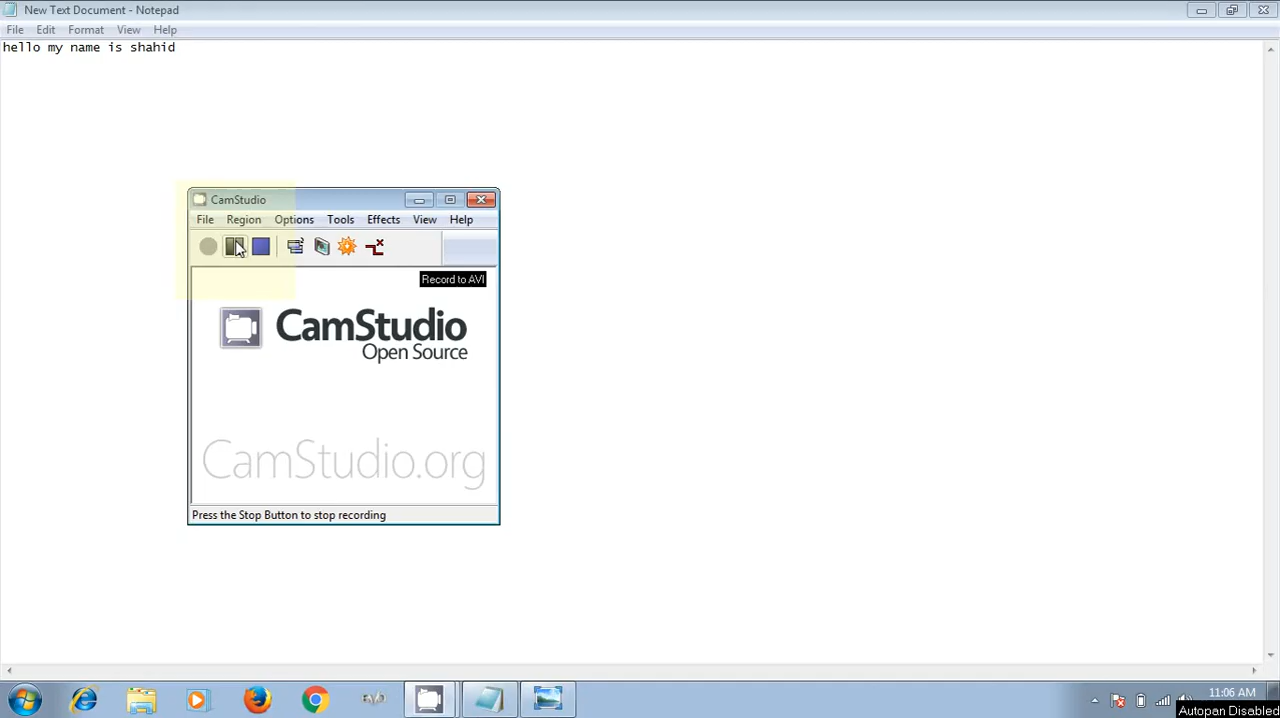 New Text Document - Notepad
File Edit Format View Help
hello my name is shahid
CamStudio
File Region Options Tools Effects View Help
Record to AVI
CamStudio
Open Source
CamStudio.org
Press the Stop Button to stop recording
11:06 AM
Autopan Disabled